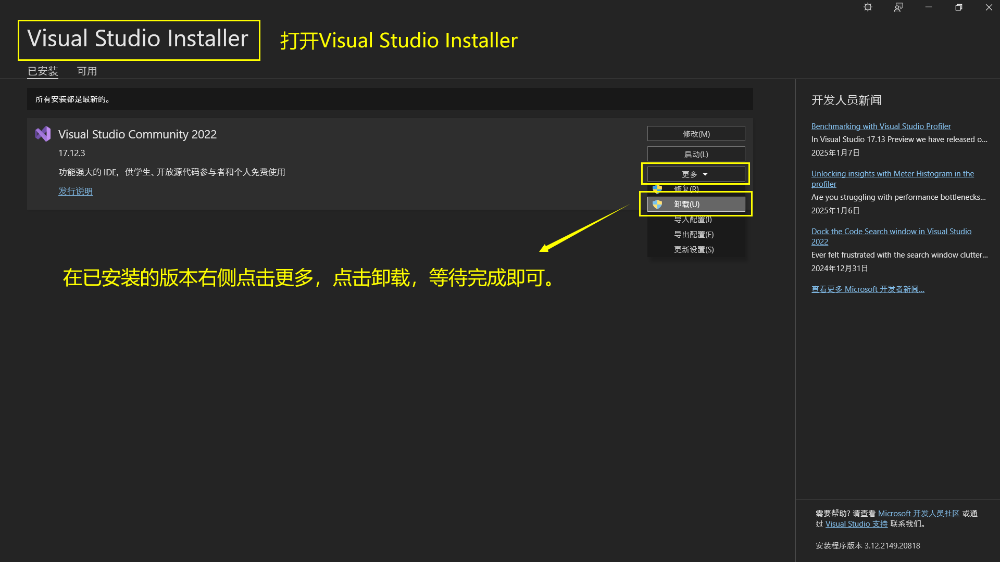 Visual Studio Installer
打开Visual Studio Installer
已安装
可用
所有安装都是最新的。
Visual Studio Community 2022
17.12.3
功能强大的 IDE，供学生、开放源代码参与者和个人免费使用
发行说明
修改(M)
启动(L)
更多
修复(R)
卸载(U)
导入配置(I)
导出配置(E)
更新设置(S)
在已安装的版本右侧点击更多，点击卸载，等待完成即可。
开发人员新闻
Benchmarking with Visual Studio Profiler
In Visual Studio 17.13 Preview we have released o...
2025年1月7日
Unlocking insights with Meter Histogram in the
profiler
Are you struggling with performance bottlenecks...
2025年1月6日
Dock the Code Search window in Visual Studio
2022
Ever felt frustrated with the search window clutter...
2024年12月31日
查看更多 Microsoft 开发者新闻...
需要帮助? 请查看 Microsoft 开发人员社区 或通
过 Visual Studio 支持 联系我们。
安装程序版本 3.12.2149.20818